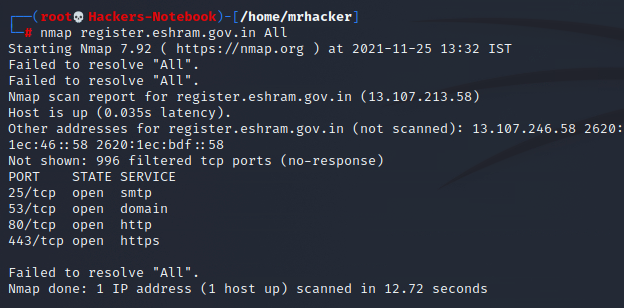 ┌──(root💀Hackers-Notebook)-[/home/mrhacker]
└─# nmap register.eshram.gov.in All
Starting Nmap 7.92 ( https://nmap.org ) at 2021-11-25 13:32 IST
Failed to resolve "All".
Failed to resolve "All".
Nmap scan report for register.eshram.gov.in (13.107.213.58)
Host is up (0.035s latency).
Other addresses for register.eshram.gov.in (not scanned): 13.107.246.58 2620:
1ec:46::58 2620:1ec:bdf::58
Not shown: 996 filtered tcp ports (no-response)
PORT    STATE SERVICE
25/tcp  open  smtp
53/tcp  open  domain
80/tcp  open  http
443/tcp open  https
Failed to resolve "All".
Nmap done: 1 IP address (1 host up) scanned in 12.72 seconds